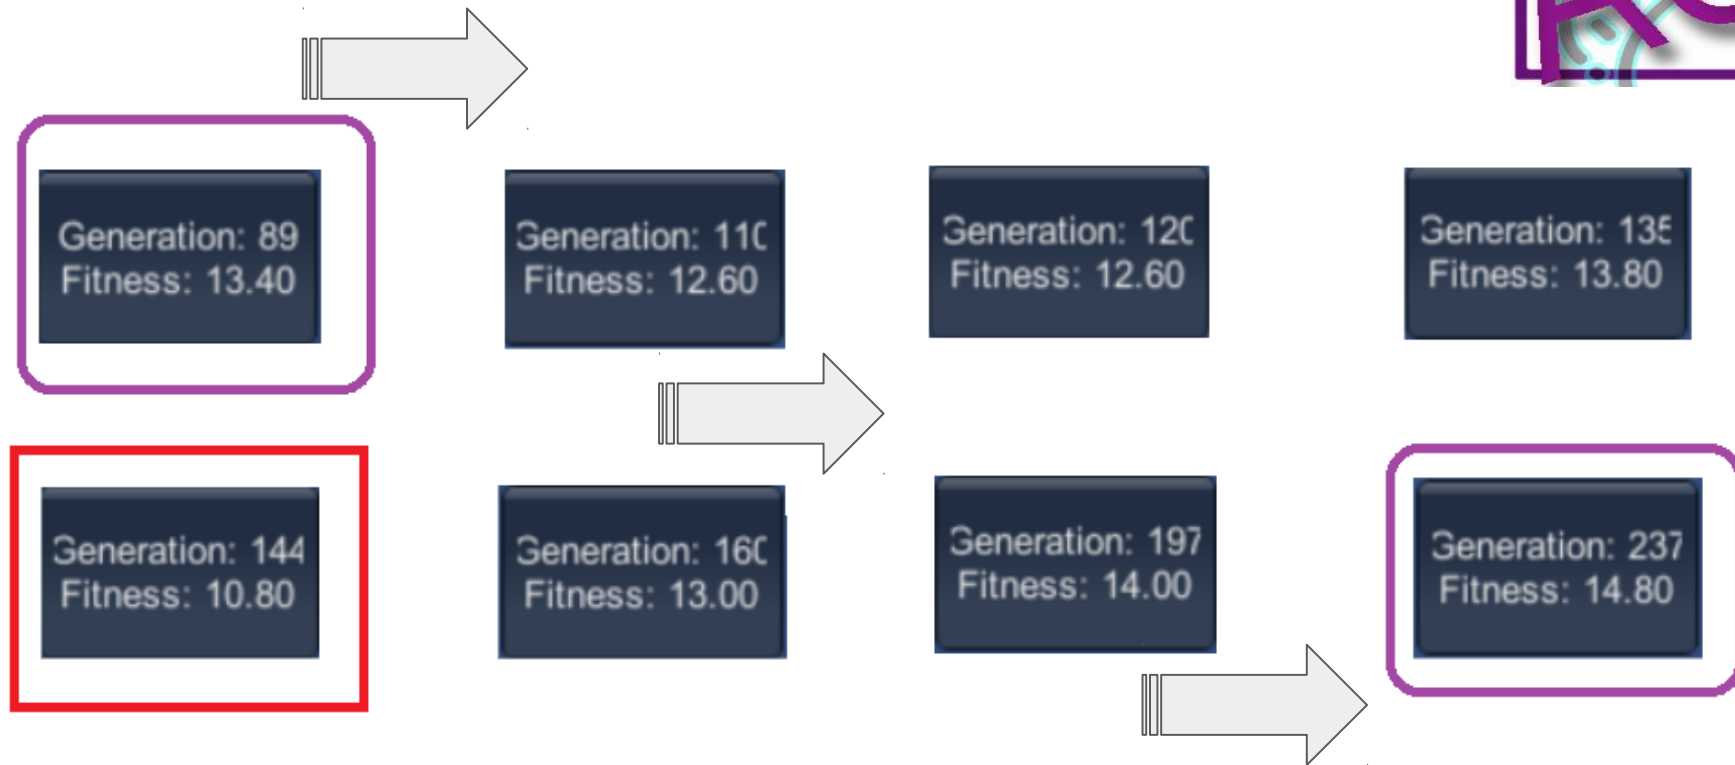 Generation: 89
Fitness: 13.40
Generation: 110
Fitness: 12.60
Generation: 120
Fitness: 12.60
Generation: 135
Fitness: 13.80
Generation: 144
Fitness: 10.80
Generation: 160
Fitness: 13.00
Generation: 197
Fitness: 14.00
Generation: 237
Fitness: 14.80